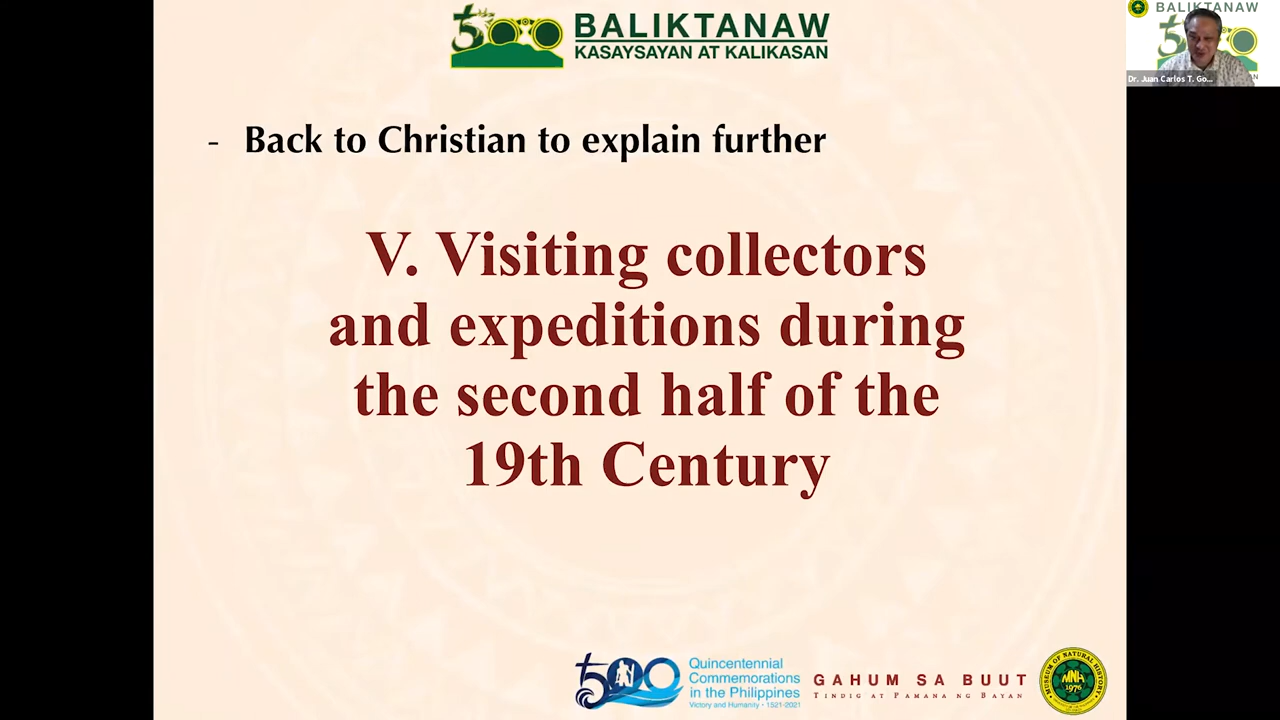 500 BALIKTANAW
KASAYSAYAN AT KALIKASAN
BALIKTANAW
Dr. Juan Carlos T. Go...
- Back to Christian to explain further
V. Visiting collectors
and expeditions during
the second half of the
19th Century
500
Quincentennial
Commemorations
in the Philippines
Victory and Humanity • 1521-2021
GAHUM SA BUUT
TINDIG AT PAMANA NG BAYAN
MUSEUM OF NATURAL HISTORY
MNH
1976